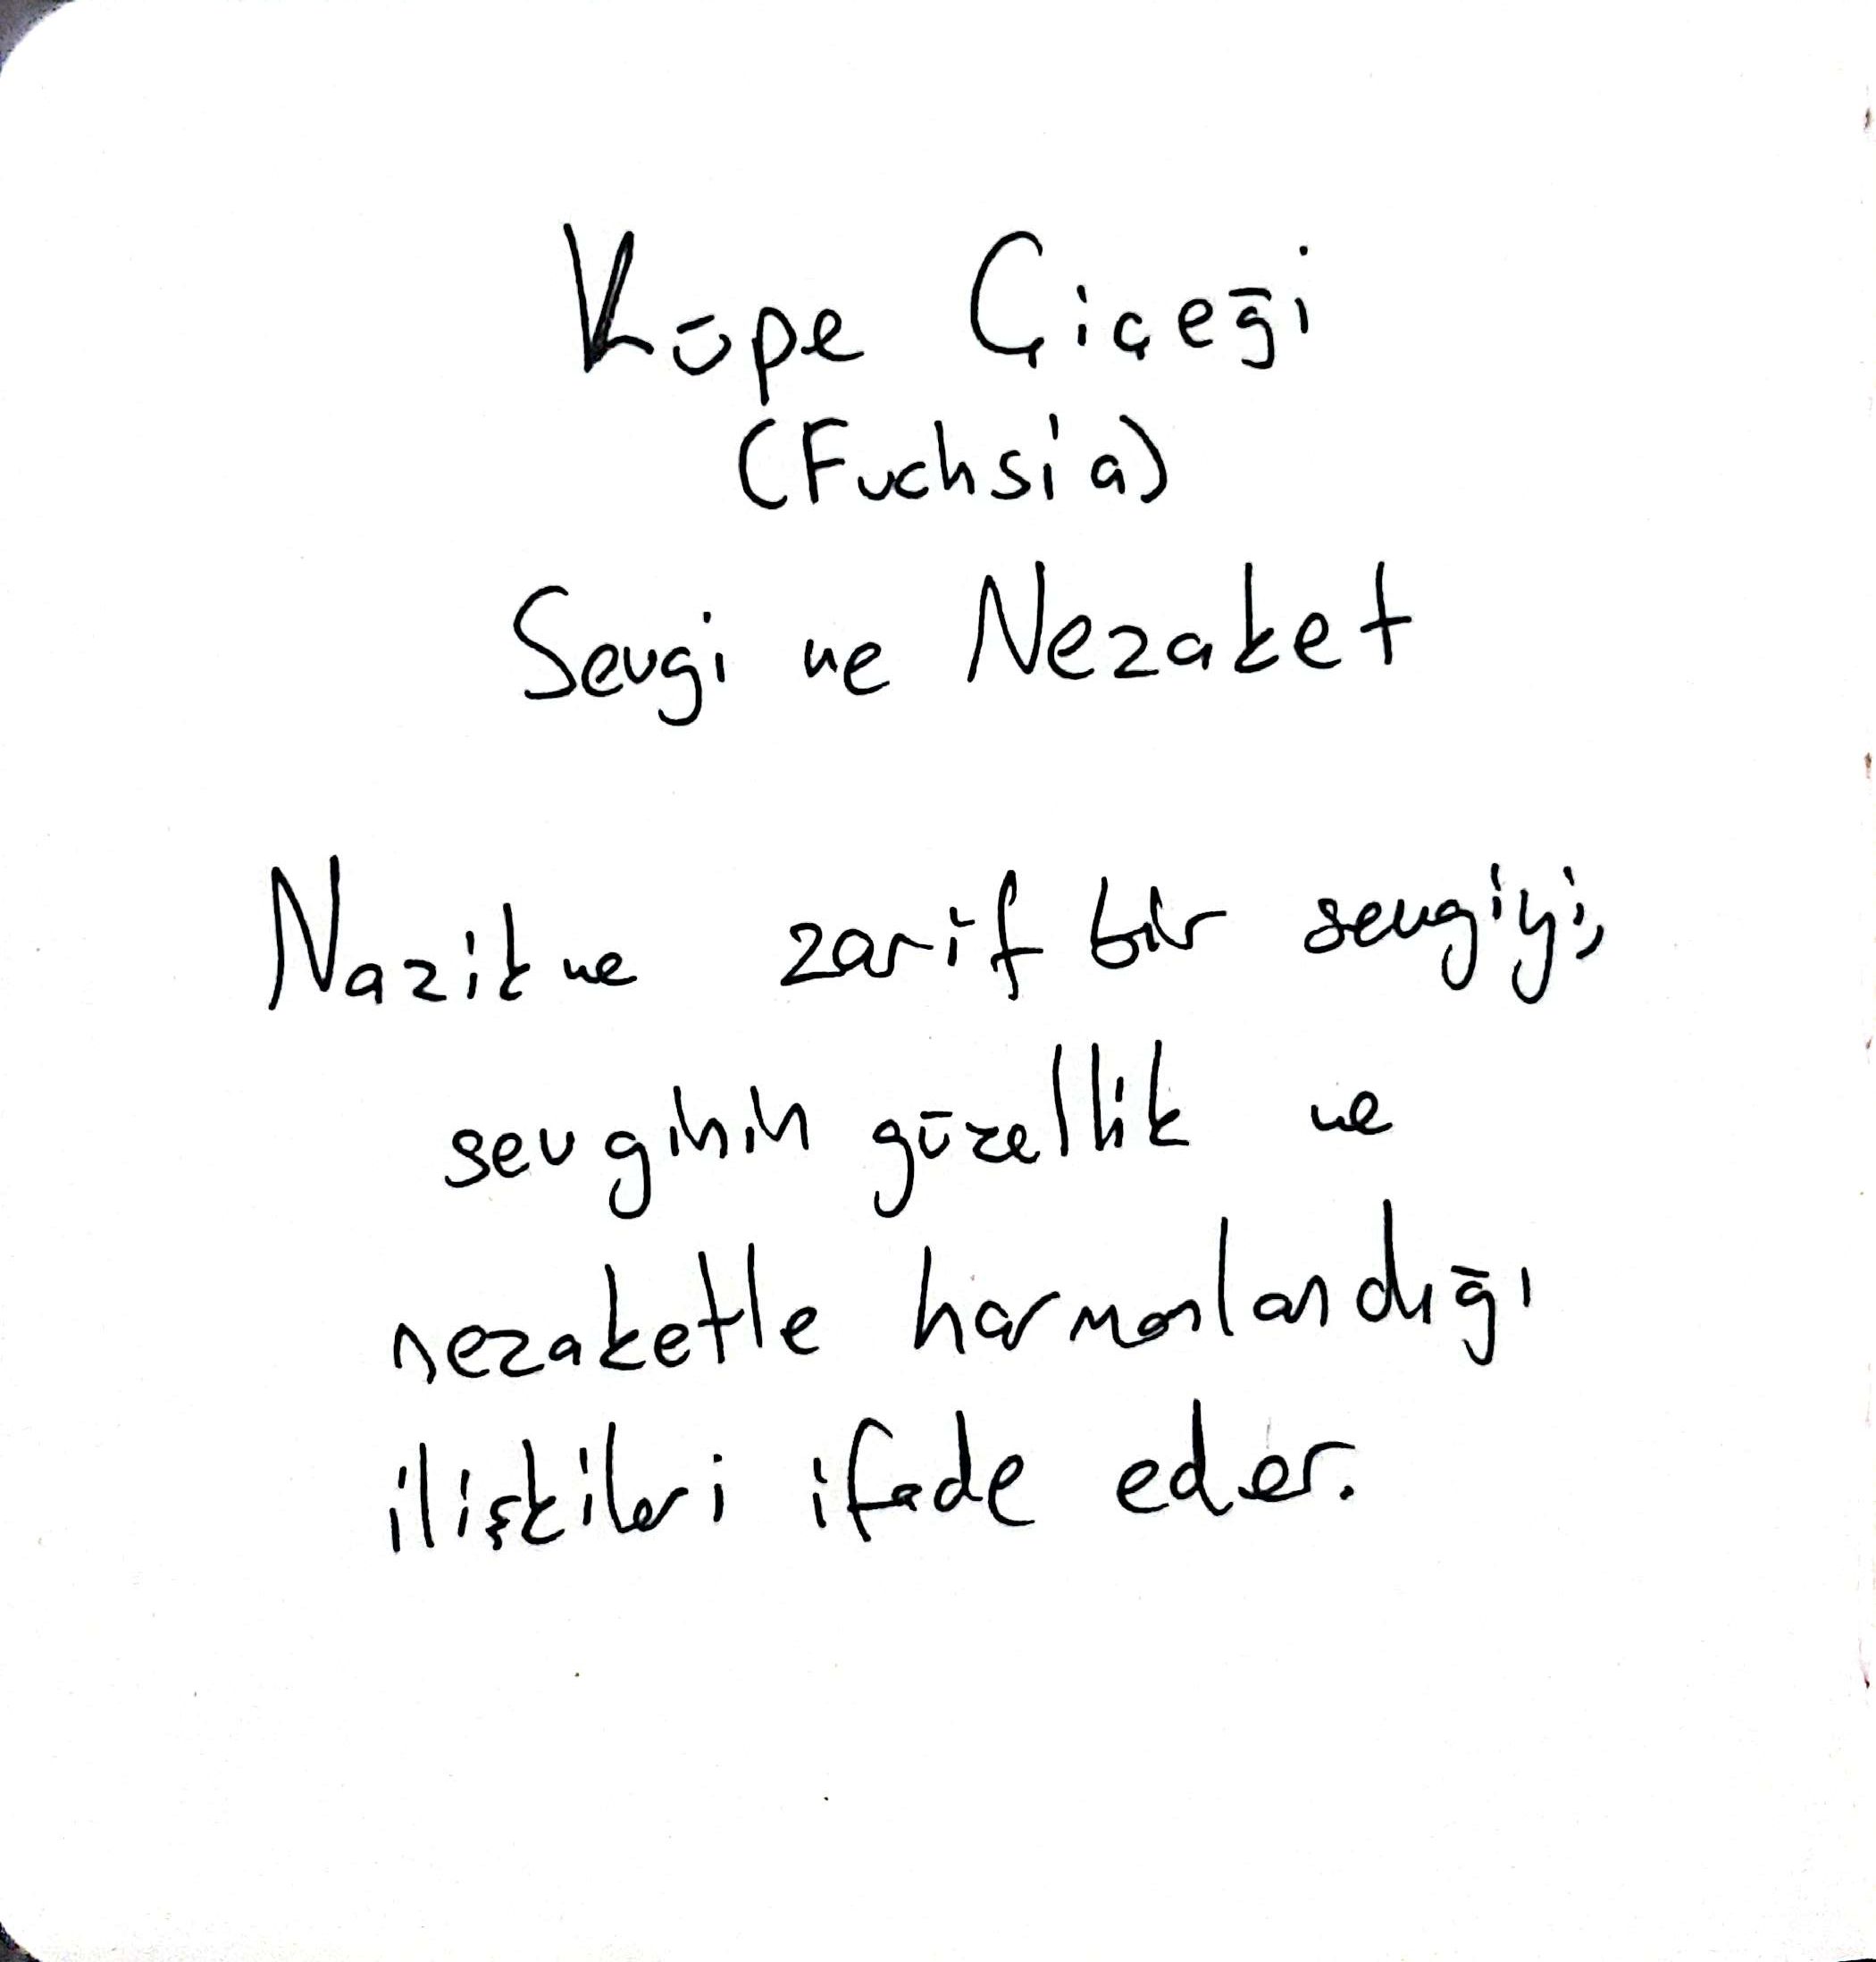 Küpe Çiçeği
(Fuchsia)
Sevgi ve Nezaket
Nazik ve zarif bir sevgiyi,
sevginin güzellik ve
nezaketle harmanlandığı
ilişkileri ifade eder.